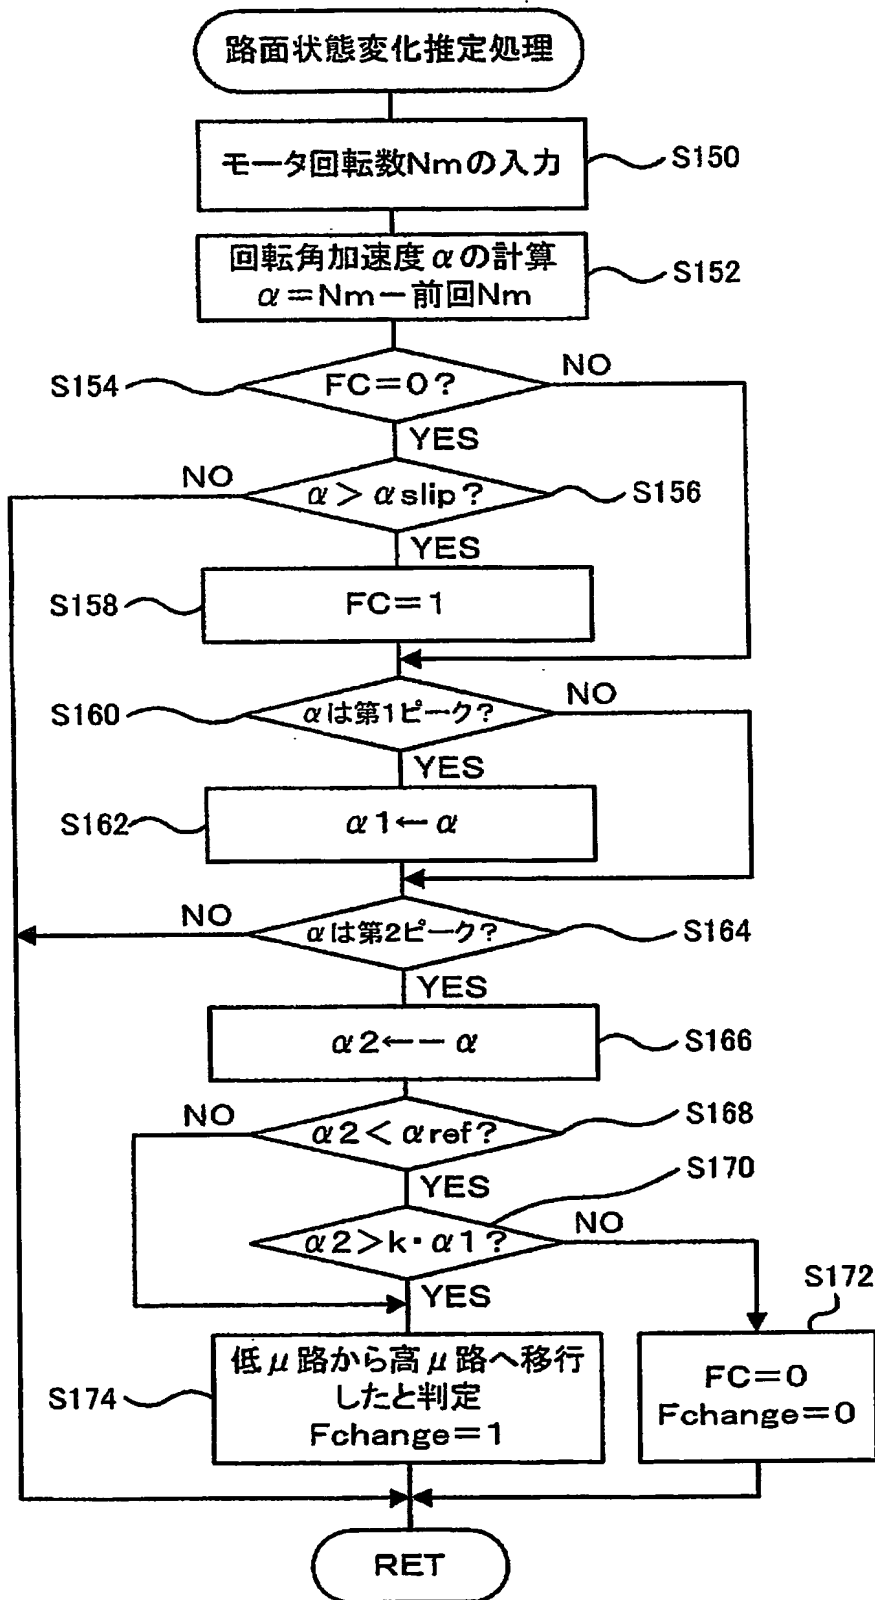 路面状態変化推定処理
モータ回転数Nmの入力
S150
回転角加速度αの計算
α=Nm－前回Nm
S152
S154
FC=0?
NO
YES
NO
α>αslip?
S156
YES
S158
FC=1
S160
αは第1ピーク?
NO
YES
S162
α1←α
NO
αは第2ピーク?
S164
YES
α2←－α
S166
NO
α2<αref?
S168
YES
S170
α2>k・α1?
NO
YES
S172
低μ路から高μ路へ移行
したと判定
Fchange=1
S174
FC=0
Fchange=0
RET